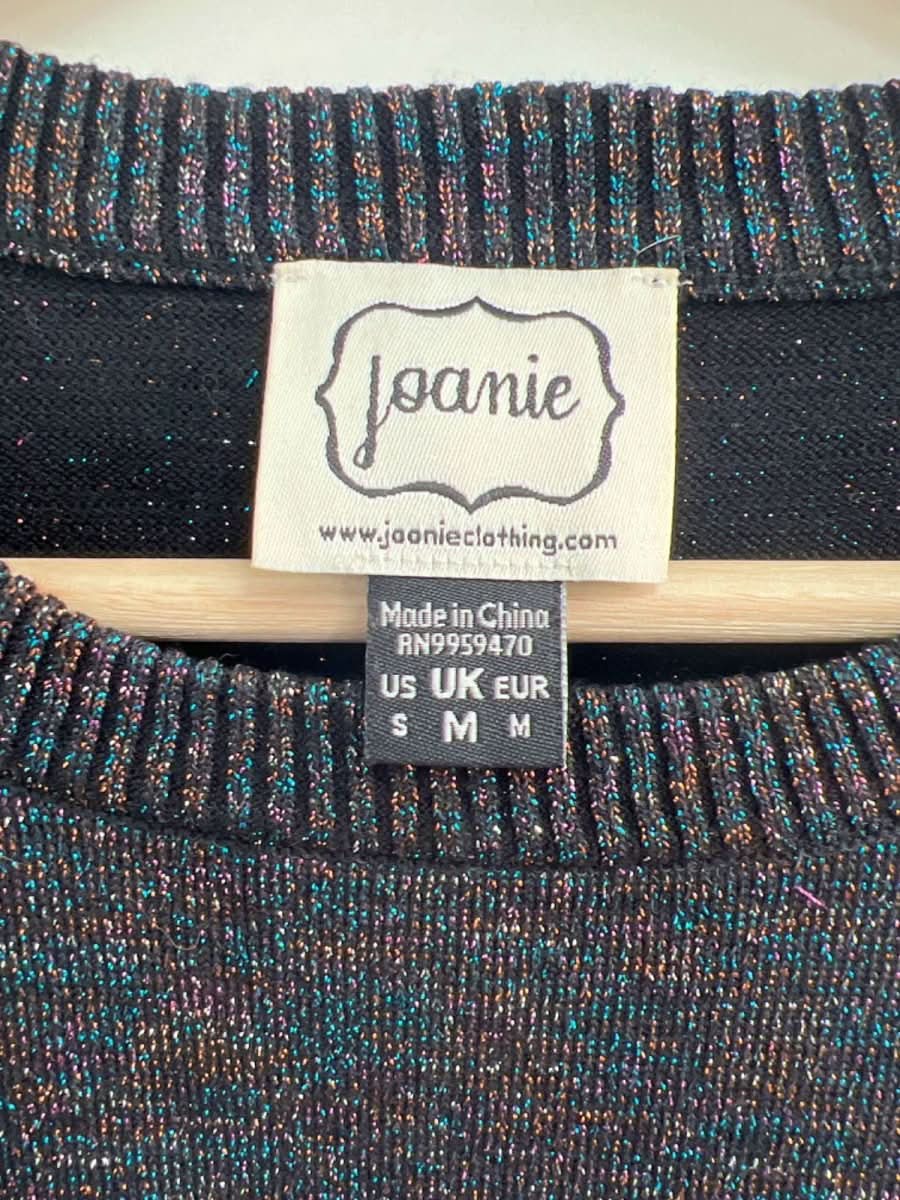 Joanie
www.joanieclothing.com
Made in China
RN9959470
US UK EUR
S M M